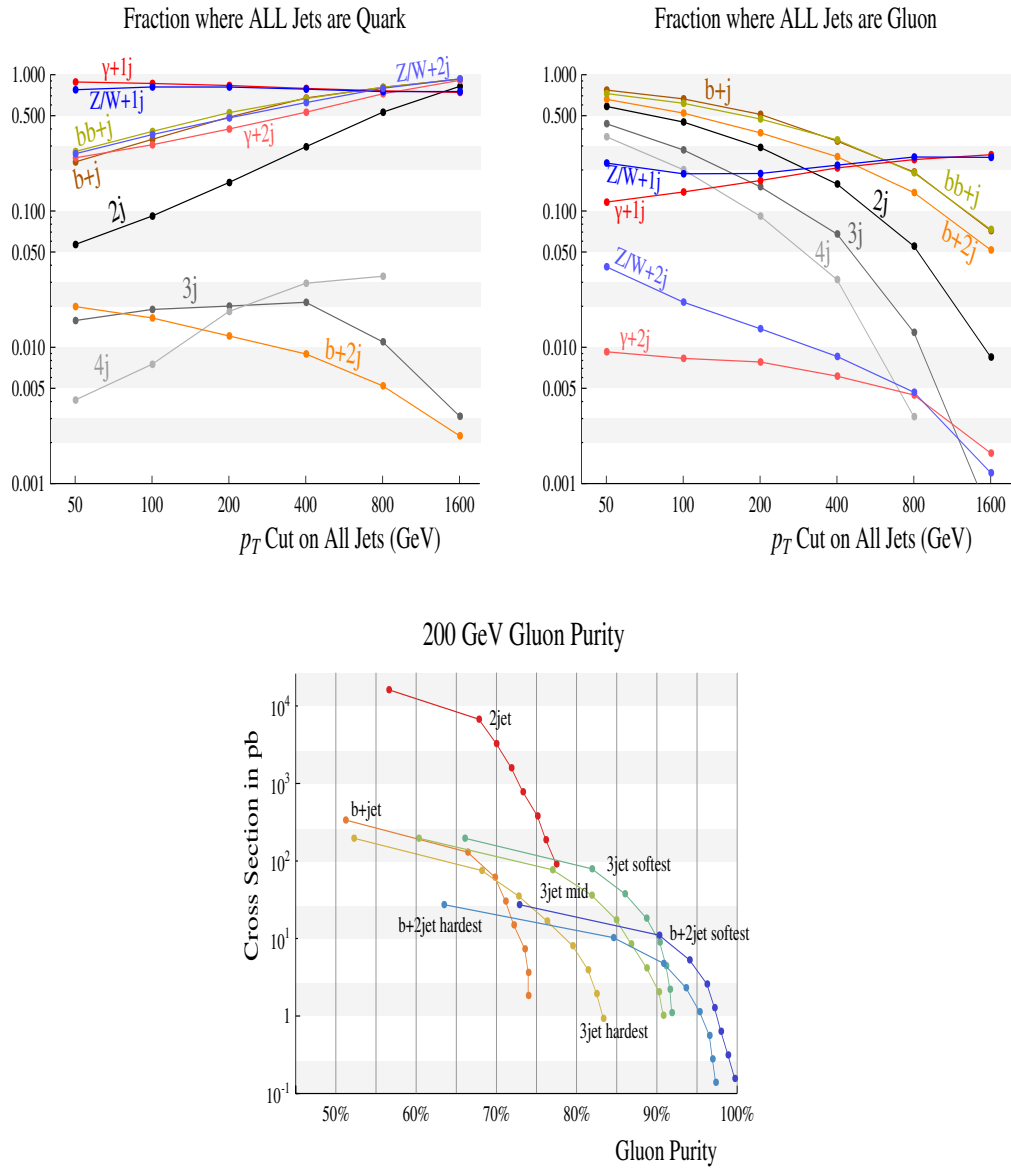 Fraction where ALL Jets are Quark
1.000
0.500
0.100
0.050
0.010
0.005
0.001
γ+1j
Z/W+1j
Z/W+2j
bb+j
γ+2j
b+j
2j
3j
4j
b+2j
50 100 200 400 800 1600
pT Cut on All Jets (GeV)
Fraction where ALL Jets are Gluon
1.000
0.500
0.100
0.050
0.010
0.005
0.001
b+j
Z/W+1j
γ+1j
bb+j
2j
b+2j
3j
4j
Z/W+2j
γ+2j
50 100 200 400 800 1600
pT Cut on All Jets (GeV)
200 GeV Gluon Purity
Cross Section in pb
10^4
10^3
10^2
10^1
1
10^-1
2jet
b+jet
3jet softest
3jet mid
b+2jet hardest
b+2jet softest
3jet hardest
50% 60% 70% 80% 90% 100%
Gluon Purity